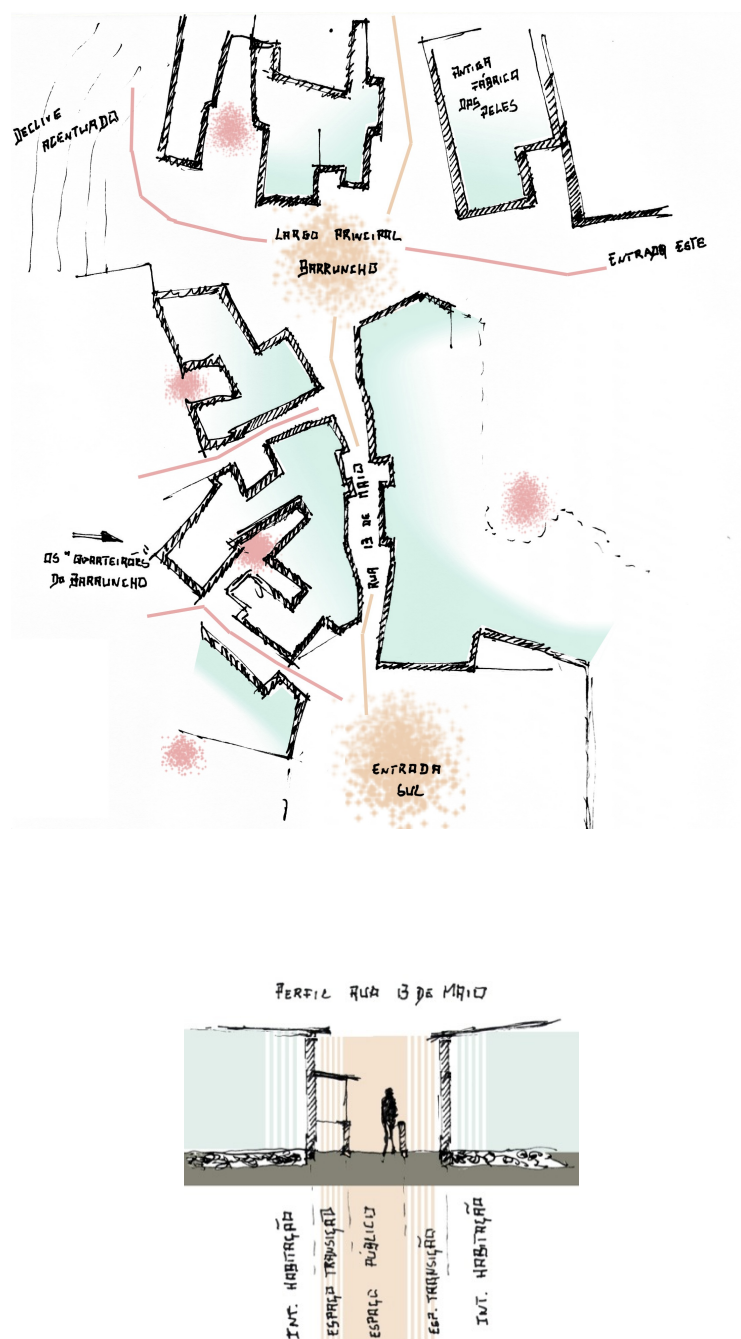 DECLIVE
ACENTUADO
ANTIGA
FÁBRICA
DAS
PELES
LARGO PRINCIPAL
BARRUNCHO
ENTRADA ESTE
RUA 13 DE MAIO
OS "QUARTEIRÕES"
DO BARRUNCHO
ENTRADA
SUL
PERFIL RUA 13 DE MAIO
INT. HABITAÇÃO
ESPAÇO TRANSIÇÃO
ESPAÇO PÚBLICO
ESP. TRANSIÇÃO
INT. HABITAÇÃO